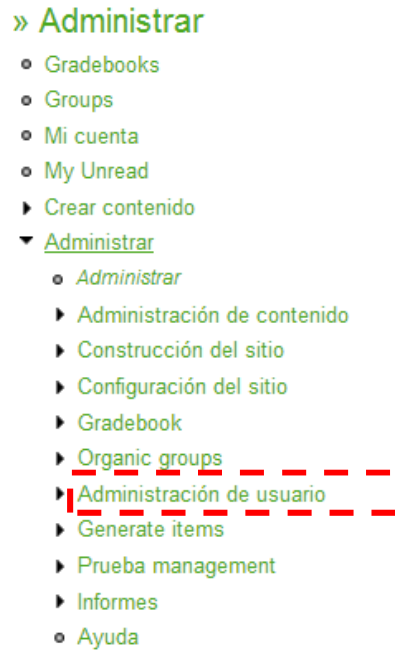 » Administrar
Gradebooks
Groups
Mi cuenta
My Unread
Crear contenido
Administrar
Administrar
Administración de contenido
Construcción del sitio
Configuración del sitio
Gradebook
Organic groups
Administración de usuario
Generate items
Prueba management
Informes
Ayuda